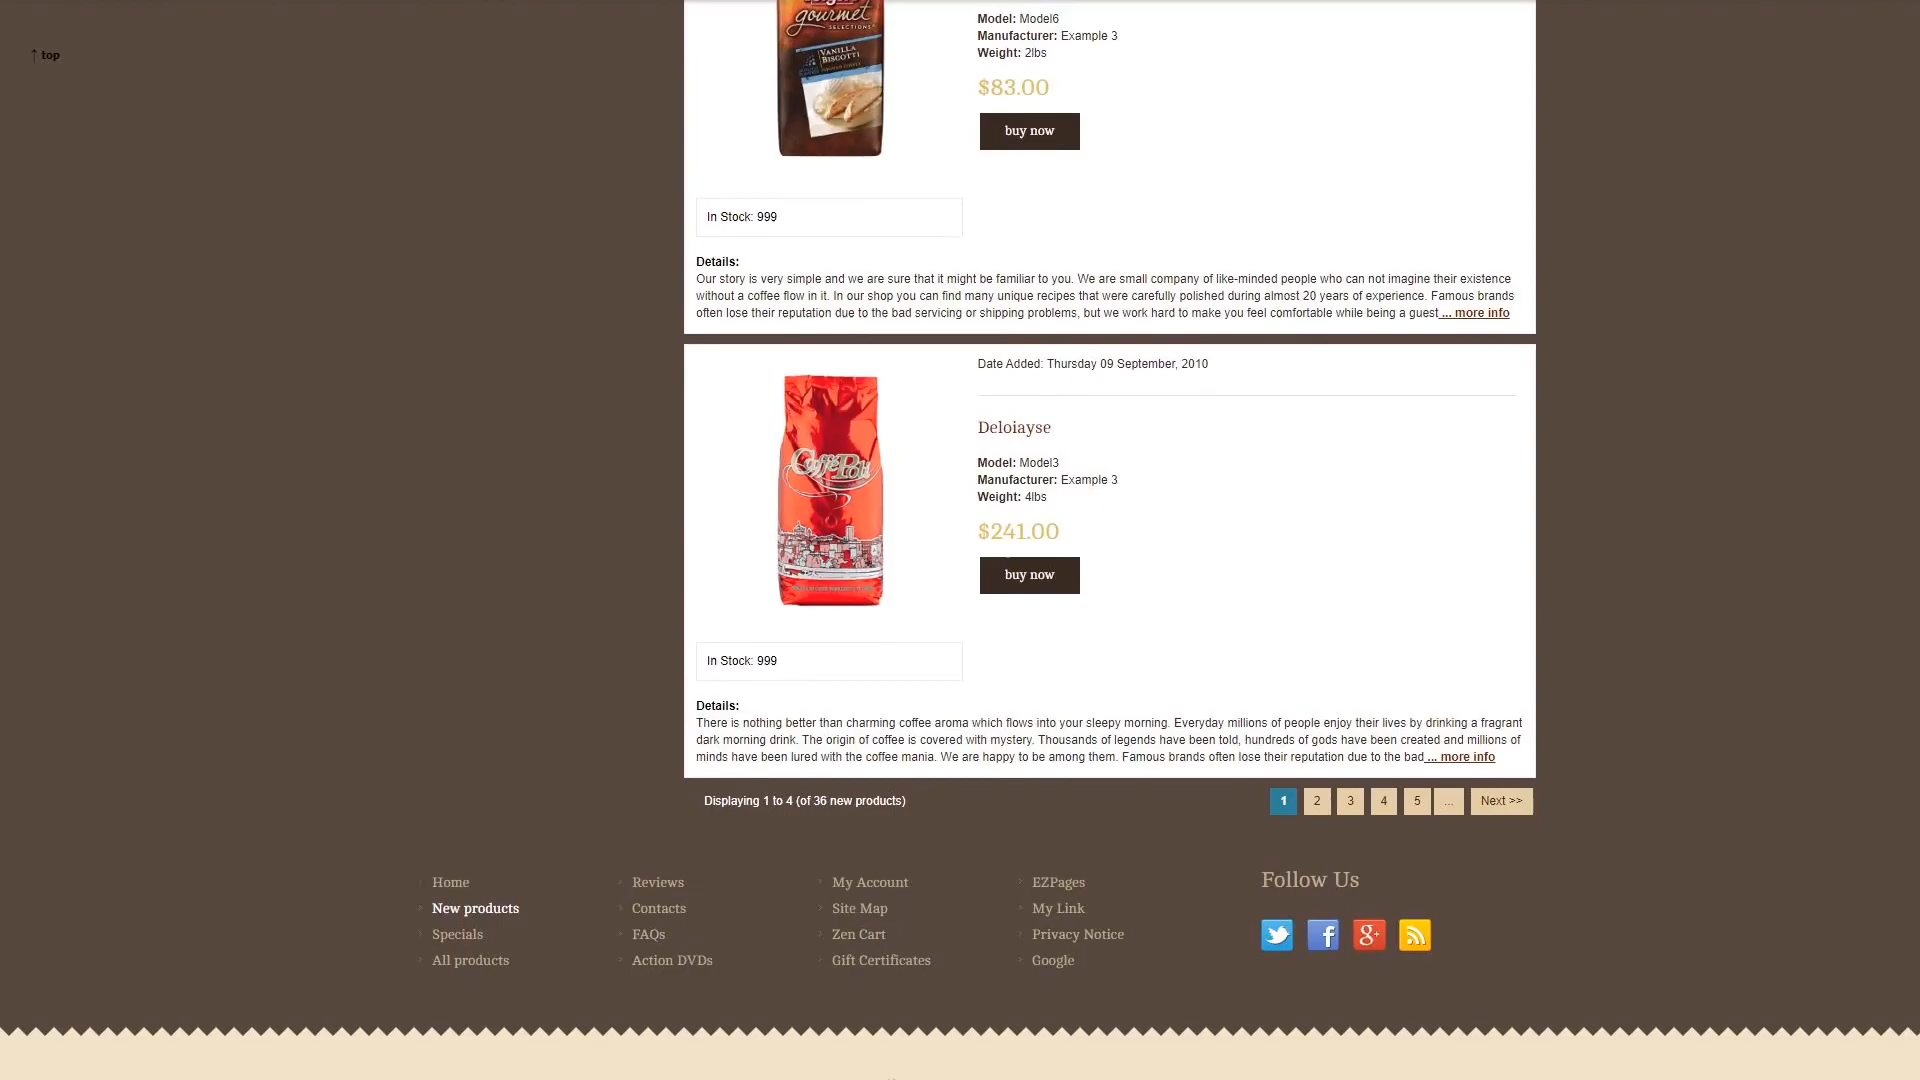 gourmet
SELECTIONS
VANILLA
BISCOTTI
Model: Model6
Manufacturer: Example 3
Weight: 2lbs
↑ top
$83.00
buy now
In Stock: 999
Details:
Our story is very simple and we are sure that it might be familiar to you. We are small company of like-minded people who can not imagine their existence
without a coffee flow in it. In our shop you can find many unique recipes that were carefully polished during almost 20 years of experience. Famous brands
often lose their reputation due to the bad servicing or shipping problems, but we work hard to make you feel comfortable while being a guest ... more info
Date Added: Thursday 09 September, 2010
Deloiayse
Caffè Poli
Model: Model3
Manufacturer: Example 3
Weight: 4lbs
$241.00
buy now
In Stock: 999
Details:
There is nothing better than charming coffee aroma which flows into your sleepy morning. Everyday millions of people enjoy their lives by drinking a fragrant
dark morning drink. The origin of coffee is covered with mystery. Thousands of legends have been told, hundreds of gods have been created and millions of
minds have been lured with the coffee mania. We are happy to be among them. Famous brands often lose their reputation due to the bad ... more info
Displaying 1 to 4 (of 36 new products)
1 2 3 4 5 ... Next >>
Home
New products
Specials
All products
Reviews
Contacts
FAQs
Action DVDs
My Account
Site Map
Zen Cart
Gift Certificates
EZPages
My Link
Privacy Notice
Google
Follow Us